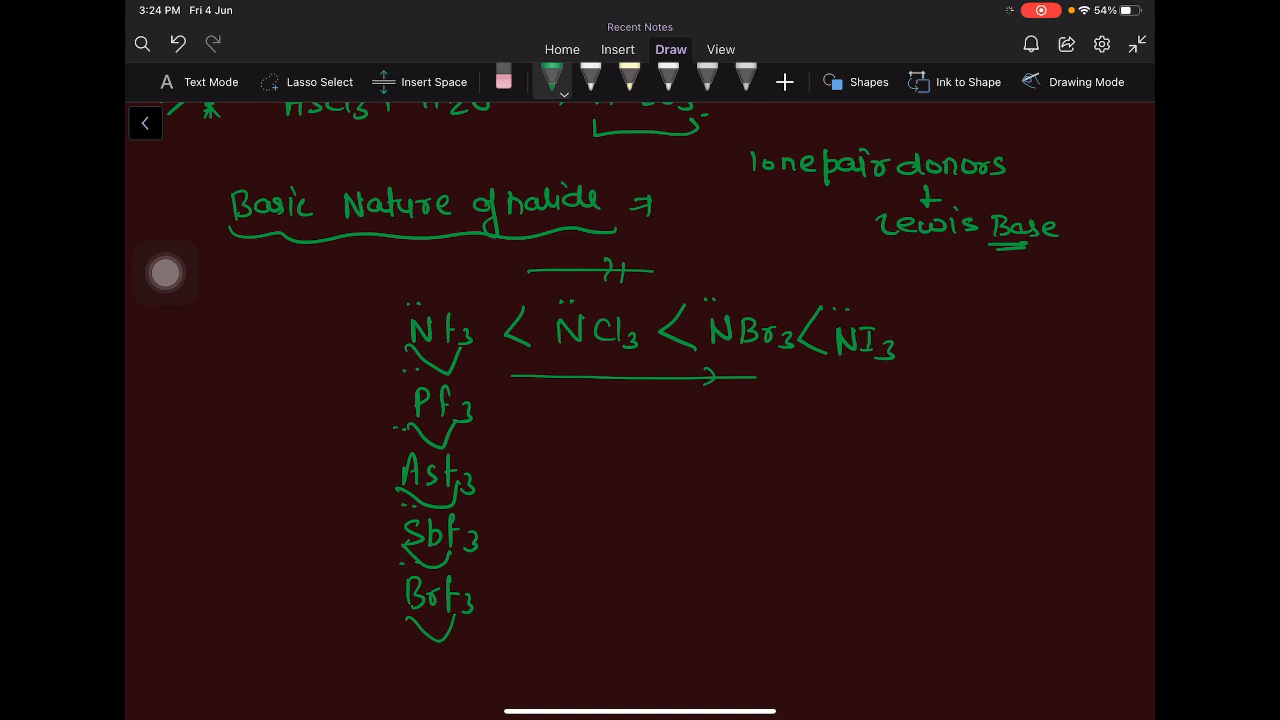 3:24 PM Fri 4 Jun
54%
Recent Notes
Home Insert Draw View
Text Mode Lasso Select Insert Space Shapes Ink to Shape Drawing Mode
lone pair donors
Basic Nature of halide ⇒
Lewis Base
NF3 < NCl3 < NBr3 < NI3
PF3
AsF3
SbF3
BrF3